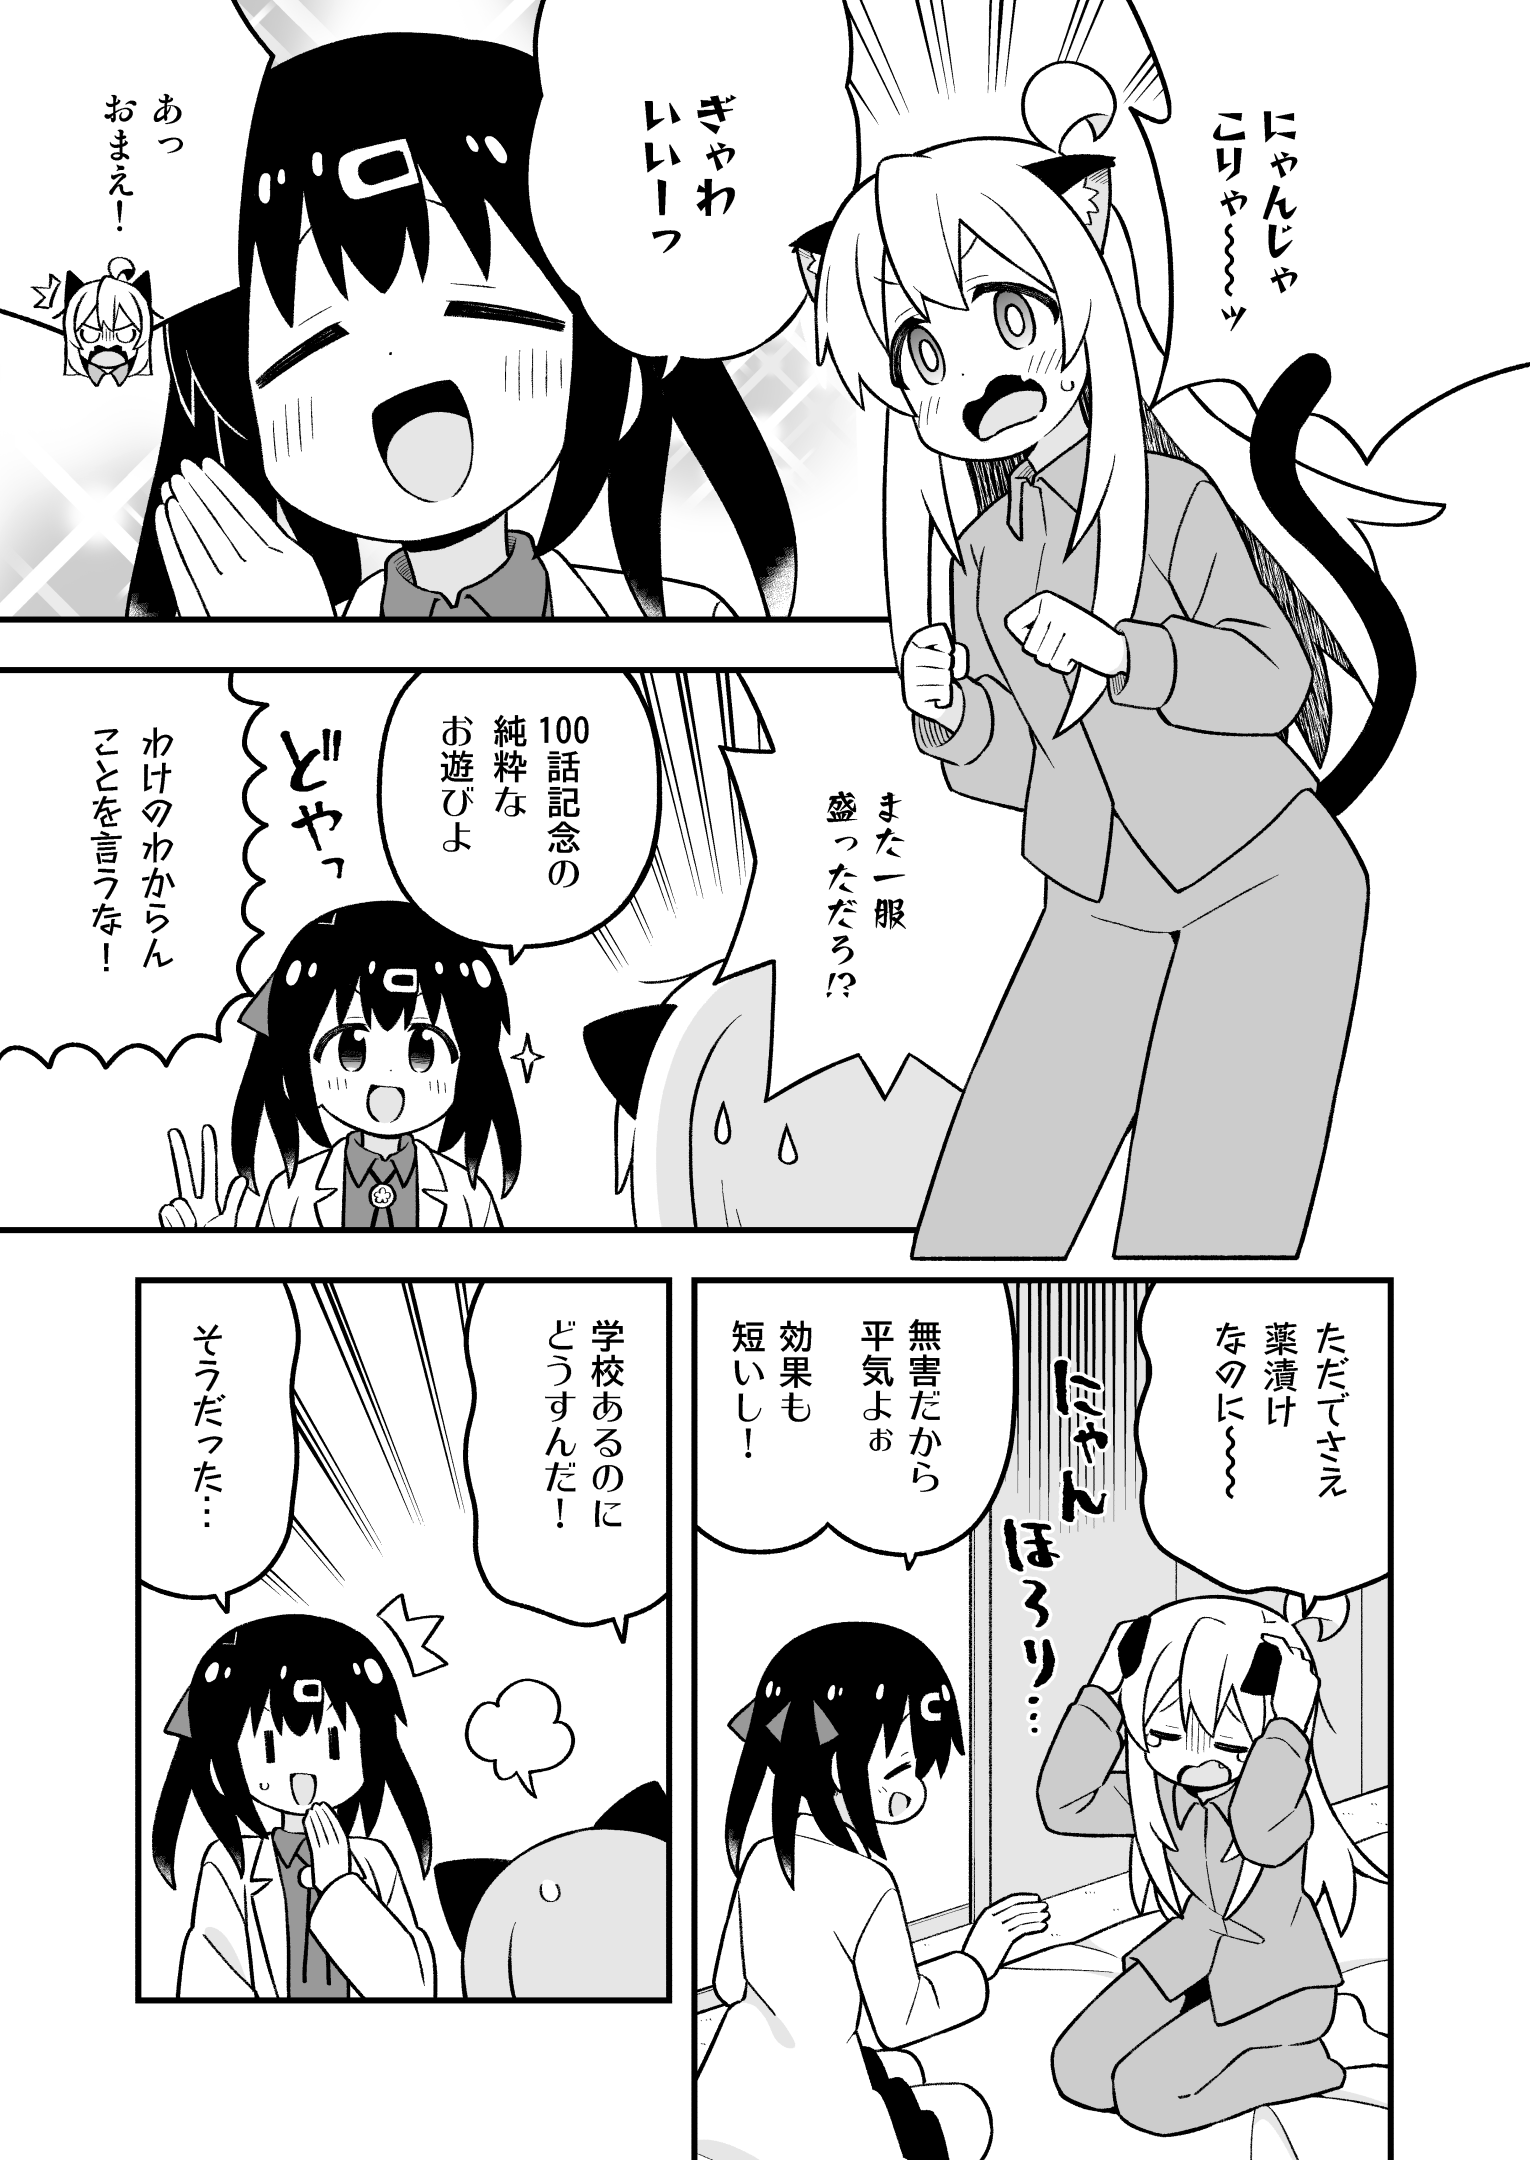 にゃんじゃ
こりゃ〜〜ッ
ぎゃわ
いいーっ
あっ
おまえ！
また一服
盛っただろ!?
100話記念の
純粋な
お遊びよ
どやっ
わけのわからん
ことを言うな！
ただでさえ
薬漬け
なのに〜〜
にゃん
ほろり…
無害だから
平気よぉ
効果も
短いし！
学校あるのに
どうすんだ！
そうだった…